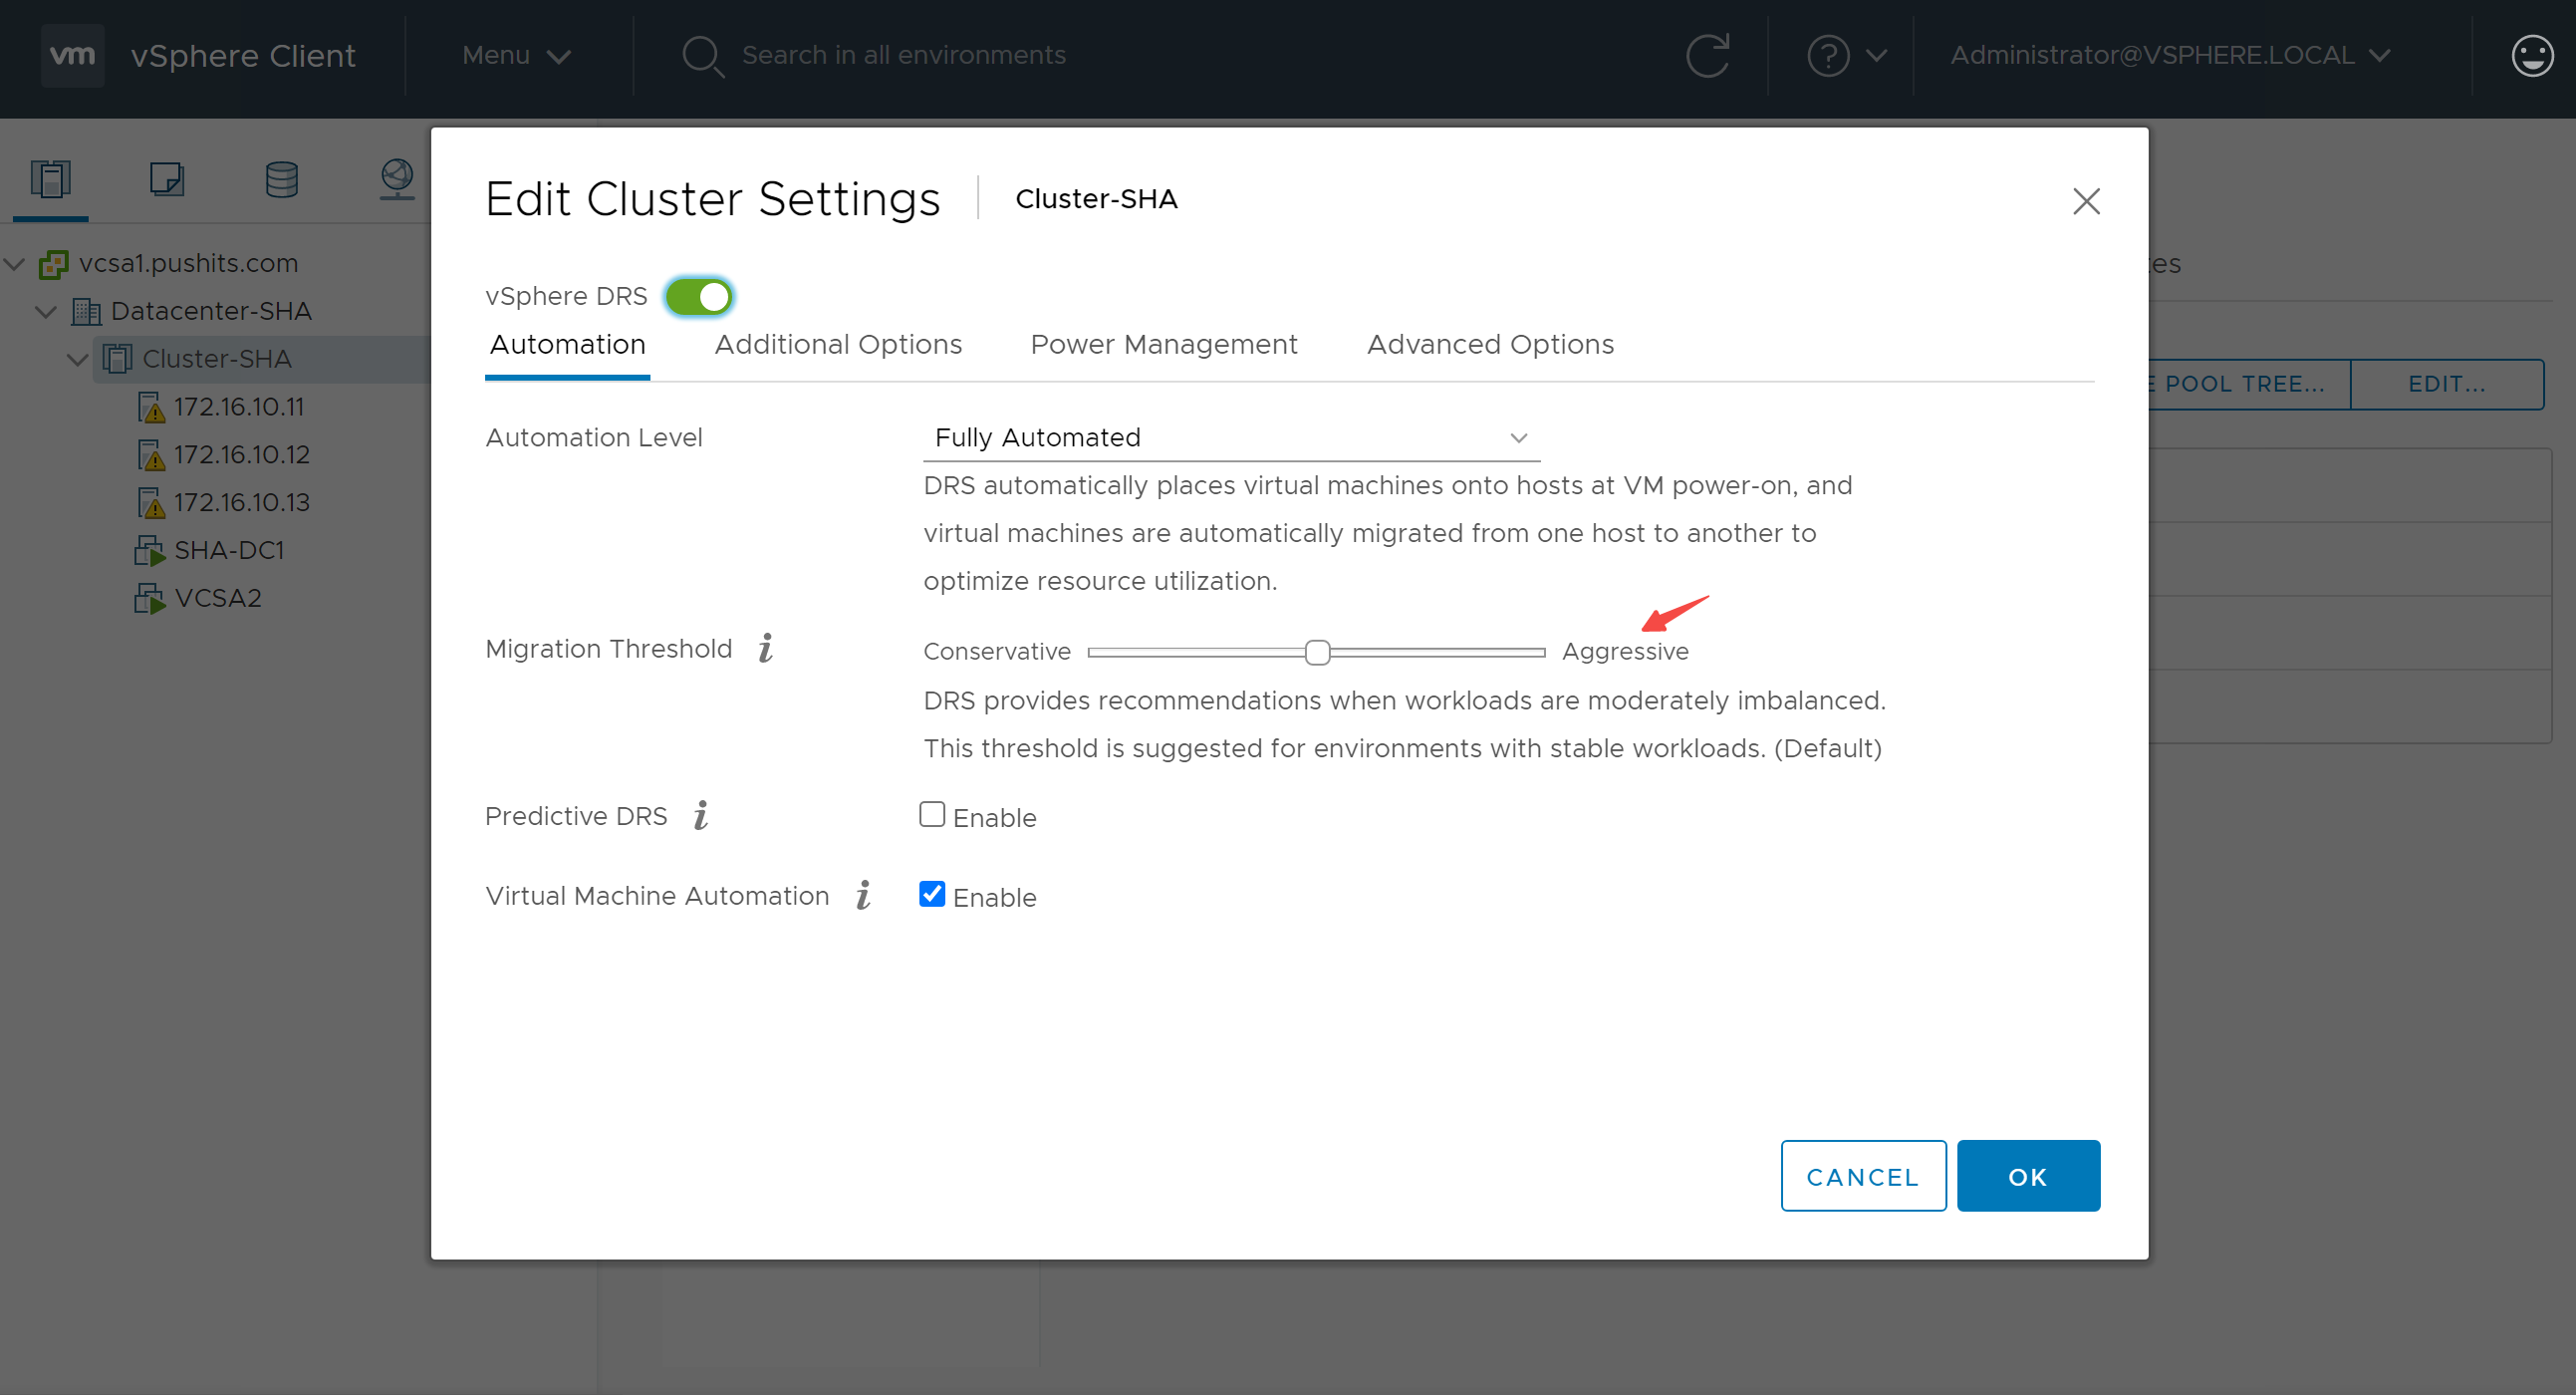 vm vSphere Client Menu Search in all environments ? Administrator@VSPHERE.LOCAL
vcsa1.pushits.com
Datacenter-SHA
Cluster-SHA
172.16.10.11
172.16.10.12
172.16.10.13
SHA-DC1
VCSA2
Edit Cluster Settings Cluster-SHA
vSphere DRS
Automation Additional Options Power Management Advanced Options
Automation Level Fully Automated
DRS automatically places virtual machines onto hosts at VM power-on, and
virtual machines are automatically migrated from one host to another to
optimize resource utilization.
Migration Threshold i Conservative Aggressive
DRS provides recommendations when workloads are moderately imbalanced.
This threshold is suggested for environments with stable workloads. (Default)
Predictive DRS i Enable
Virtual Machine Automation i Enable
CANCEL OK
POOL TREE... EDIT...